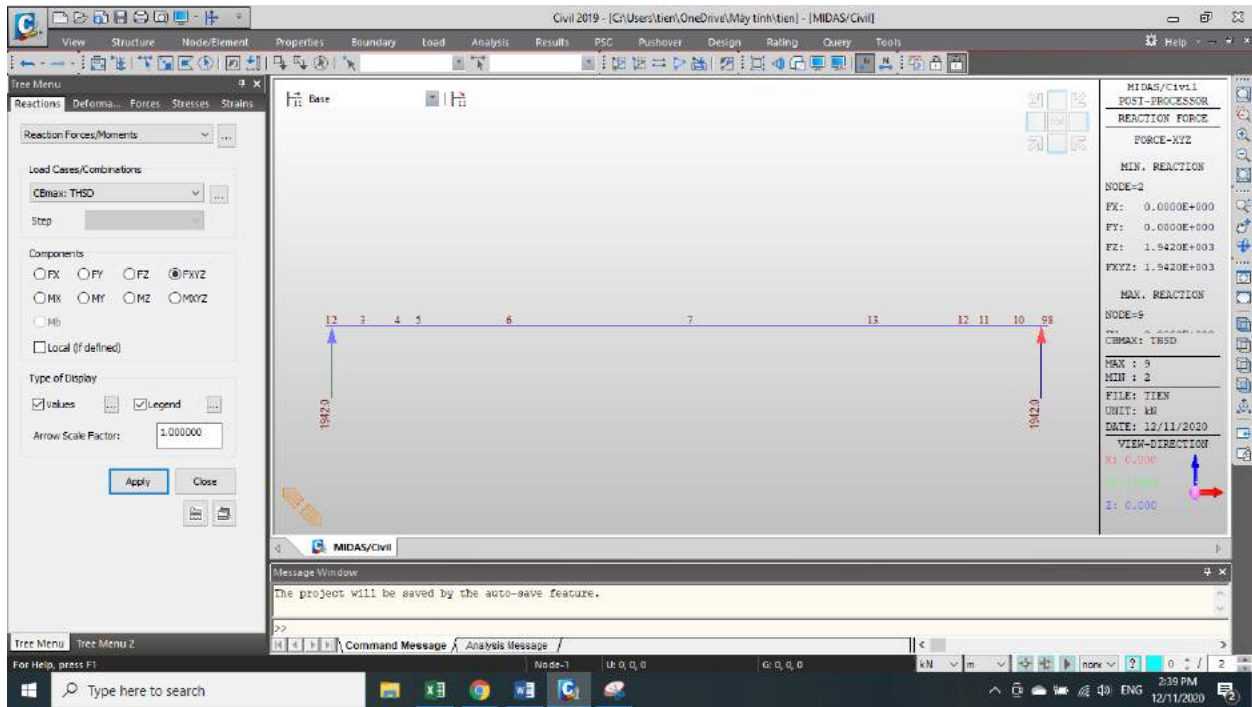 Civil 2019 - [C:\Users\tien\OneDrive\Máy tính\tien] - [MIDAS/Civil]
View Structure Node/Element Properties Boundary Load Analysis Results PSC Pushover Design Rating Query Tools Help
Tree Menu
Reactions Deforma... Forces Stresses Strains
Reaction Forces/Moments ...
Load Cases/Combinations
CBmax: THSD ...
Step
Components
FX FY FZ FXYZ
MX MY MZ MXYZ
Mb
Local (if defined)
Type of Display
Values ... Legend ...
Arrow Scale Factor: 1.000000
Apply Close
Tree Menu Tree Menu 2
Base
12 3 4 5 6 7 13 12 11 10 98
1942.0 1942.0
MIDAS/Civil
POST-PROCESSOR
REACTION FORCE
FORCE-XYZ
MIN. REACTION
NODE=2
FX: 0.0000E+000
FY: 0.0000E+000
FZ: 1.9420E+003
FXYZ: 1.9420E+003
MAX. REACTION
NODE=9
CBMAX: THSD
MAX : 9
MIN : 2
FILE: TIEN
UNIT: kN
DATE: 12/11/2020
VIEW-DIRECTION
X: 0.000
Z: 0.000
MIDAS/Civil
Message Window
The project will be saved by the auto-save feature.
>>
Command Message Analysis Message
For Help, press F1 Node-1 U: 0, 0, 0 G: 0, 0, 0 kN m none ? 0 / 2
Type here to search
ENG 2:39 PM
12/11/2020 2